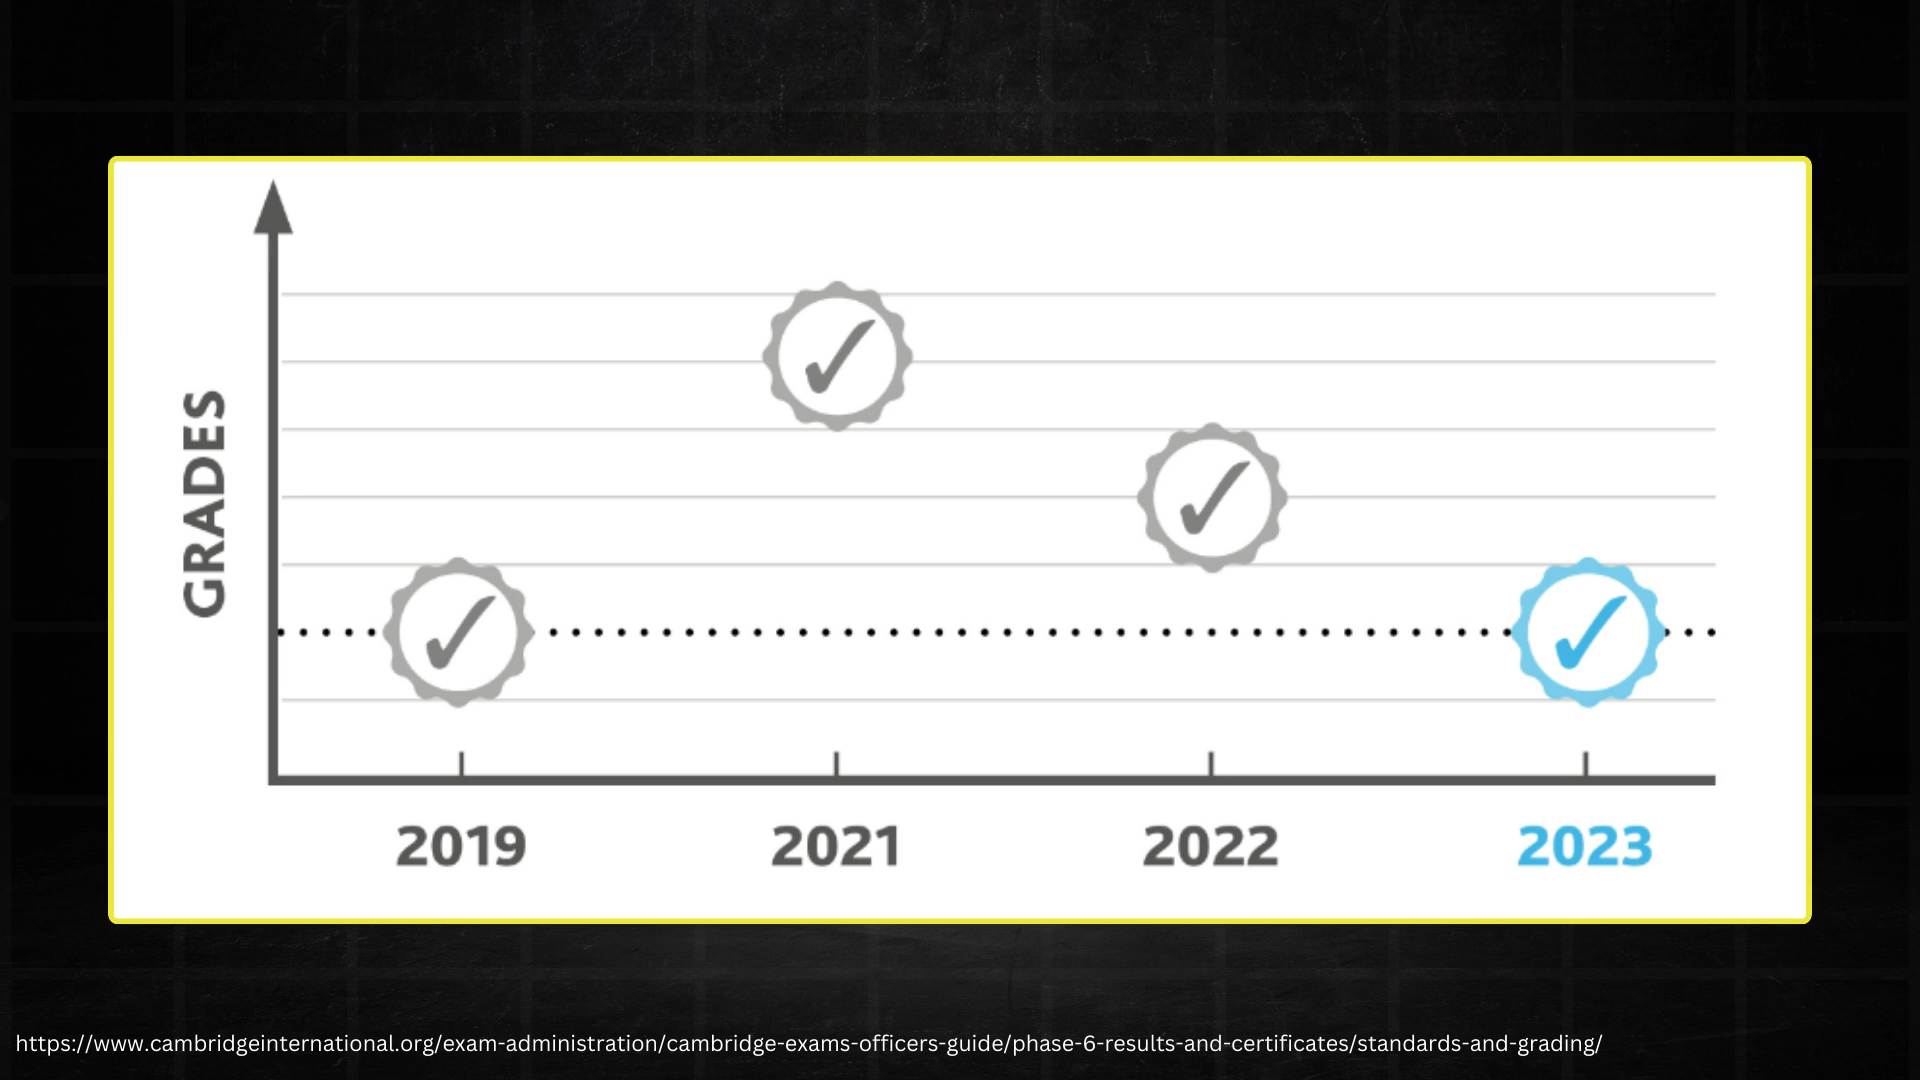 GRADES
2019
2021
2022
2023
https://www.cambridgeinternational.org/exam-administration/cambridge-exams-officers-guide/phase-6-results-and-certificates/standards-and-grading/